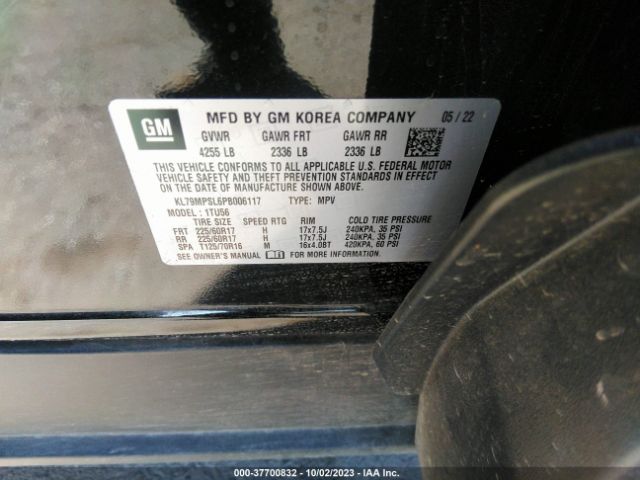 GM
MFD BY GM KOREA COMPANY 05 / 22
GVWR GAWR FRT GAWR RR
4255 LB 2336 LB 2336 LB
THIS VEHICLE CONFORMS TO ALL APPLICABLE U.S. FEDERAL MOTOR
VEHICLE SAFETY AND THEFT PREVENTION STANDARDS IN EFFECT
ON THE DATE OF MANUFACTURE SHOWN ABOVE.
KL79MPSL6PB006117 TYPE: MPV
MODEL : 1TU56
TIRE SIZE SPEED RTG RIM COLD TIRE PRESSURE
FRT 225/60R17 H 17x7.5J 240KPA, 35 PSI
RR 225/60R17 H 17x7.5J 240KPA, 35 PSI
SPA T125/70R16 M 16x4.0BT 420KPA, 60 PSI
SEE OWNER'S MANUAL FOR MORE INFORMATION.
000-37700832 - 10/02/2023 - IAA Inc.